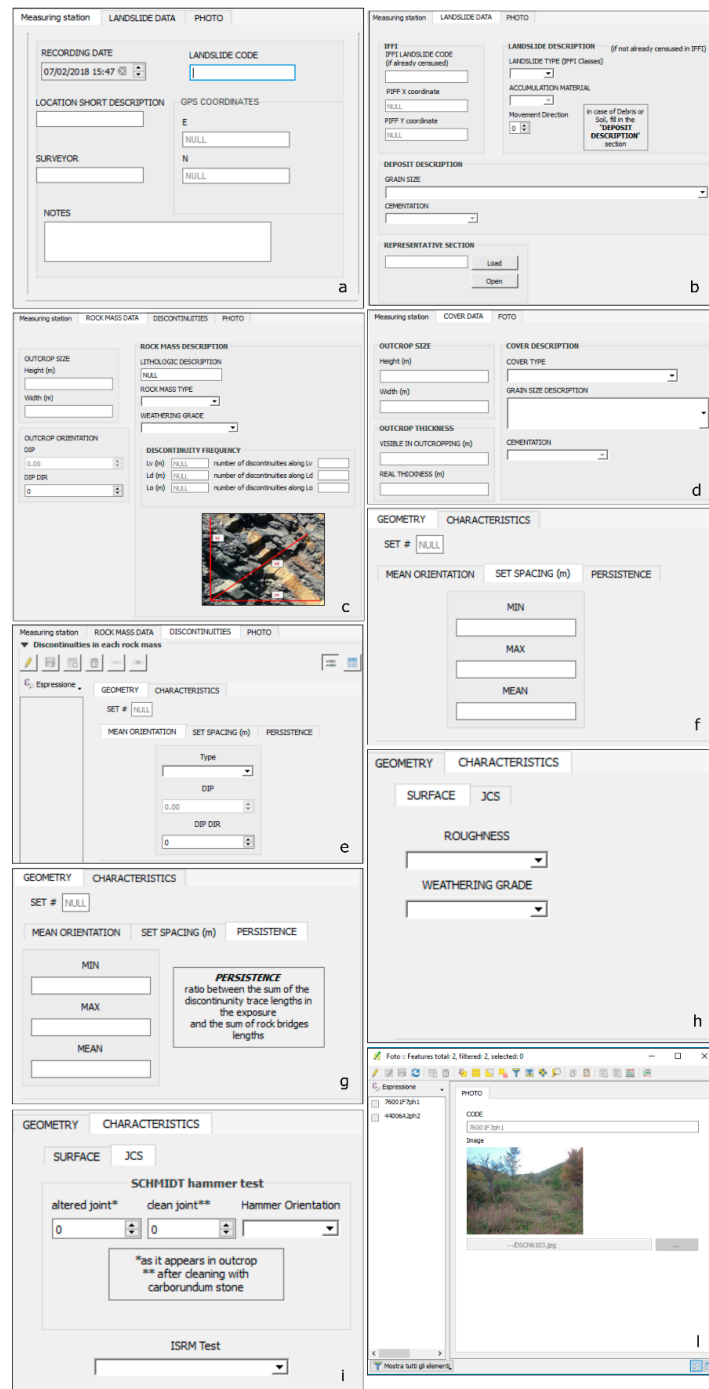 Measuring station LANDSLIDE DATA PHOTO
RECORDING DATE
07/02/2018 15:47
LANDSLIDE CODE
LOCATION SHORT DESCRIPTION
GPS COORDINATES
E
NULL
SURVEYOR
N
NULL
NOTES
a
Measuring station LANDSLIDE DATA PHOTO
IFFI
IFFI LANDSLIDE CODE
(if already censused)
PIFF X coordinate
NULL
PIFF Y coordinate
NULL
LANDSLIDE DESCRIPTION (if not already censused in IFFI)
LANDSLIDE TYPE (IFFI Classes)
ACCUMULATION MATERIAL
Movement Direction
0
in case of Debris or
Soil, fill in the
"DEPOSIT
DESCRIPTION"
section
DEPOSIT DESCRIPTION
GRAIN SIZE
CEMENTATION
REPRESENTATIVE SECTION
Load
Open
b
Measuring station ROCK MASS DATA DISCONTINUITIES PHOTO
OUTCROP SIZE
Height (m)
Width (m)
OUTCROP ORIENTATION
DIP
0.00
DIP DIR
0
ROCK MASS DESCRIPTION
LITHOLOGIC DESCRIPTION
NULL
ROCK MASS TYPE
WEATHERING GRADE
DISCONTINUITY FREQUENCY
Lv (m) NULL number of discontinuities along Lv
Ld (m) NULL number of discontinuities along Ld
Lo (m) NULL number of discontinuities along Lo
c
Measuring station COVER DATA FOTO
OUTCROP SIZE
Height (m)
Width (m)
OUTCROP THICKNESS
VISIBLE IN OUTCROPPING (m)
REAL THICKNESS (m)
COVER DESCRIPTION
COVER TYPE
GRAIN SIZE DESCRIPTION
CEMENTATION
d
Measuring station ROCK MASS DATA DISCONTINUITIES PHOTO
Discontinuities in each rock mass
Espressione
GEOMETRY CHARACTERISTICS
SET # NULL
MEAN ORIENTATION SET SPACING (m) PERSISTENCE
Type
DIP
0.00
DIP DIR
0
e
GEOMETRY CHARACTERISTICS
SET # NULL
MEAN ORIENTATION SET SPACING (m) PERSISTENCE
MIN
MAX
MEAN
f
GEOMETRY CHARACTERISTICS
SET # NULL
MEAN ORIENTATION SET SPACING (m) PERSISTENCE
MIN
MAX
MEAN
PERSISTENCE
ratio between the sum of the
discontinunity trace lengths in
the exposure
and the sum of rock bridges
lengths
g
GEOMETRY CHARACTERISTICS
SURFACE JCS
ROUGHNESS
WEATHERING GRADE
h
GEOMETRY CHARACTERISTICS
SURFACE JCS
SCHMIDT hammer test
altered joint* clean joint** Hammer Orientation
0 0
*as it appears in outcrop
** after cleaning with
carborundum stone
ISRM Test
i
Foto :: Features total: 2, filtered: 2, selected: 0
Espressione
76001F7ph1
44006A2ph2
PHOTO
CODE
76001F7ph1
Image
Mostra tutti gli element
l